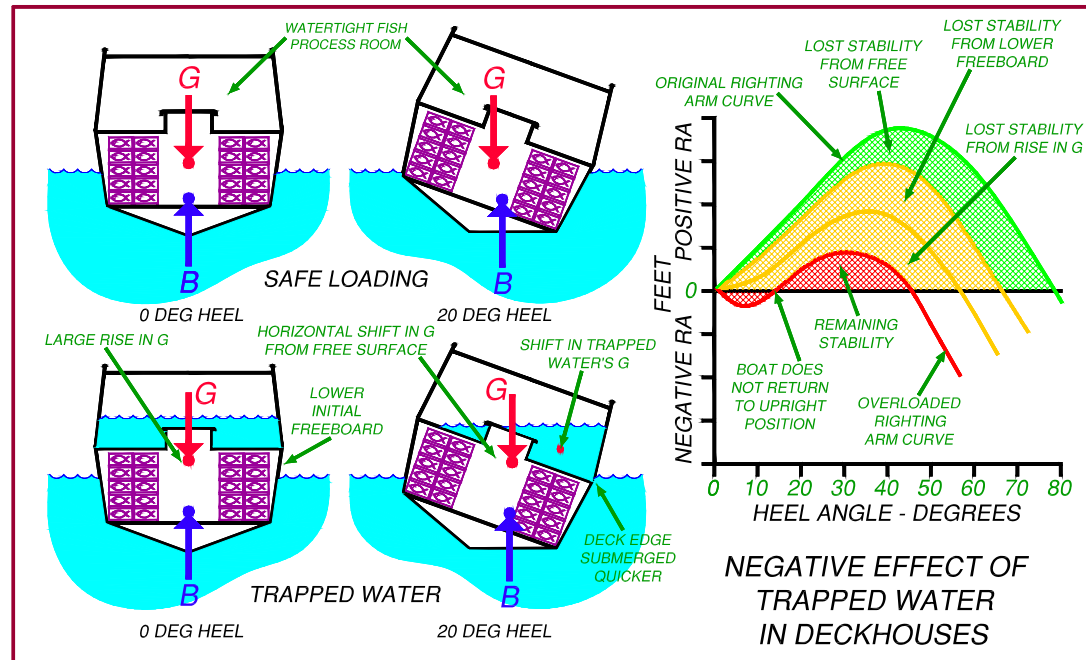 WATERTIGHT FISH
PROCESS ROOM
G
G
B
B
SAFE LOADING
0 DEG HEEL
20 DEG HEEL
LARGE RISE IN G
HORIZONTAL SHIFT IN G
FROM FREE SURFACE
SHIFT IN TRAPPED
WATER'S G
G
G
LOWER
INITIAL
FREEBOARD
B
B
DECK EDGE
SUBMERGED
QUICKER
TRAPPED WATER
0 DEG HEEL
20 DEG HEEL
ORIGINAL RIGHTING
ARM CURVE
LOST STABILITY
FROM FREE
SURFACE
LOST STABILITY
FROM LOWER
FREEBOARD
LOST STABILITY
FROM RISE IN G
POSITIVE RA
FEET
NEGATIVE RA
0
REMAINING
STABILITY
BOAT DOES
NOT RETURN
TO UPRIGHT
POSITION
OVERLOADED
RIGHTING
ARM CURVE
0 10 20 30 40 50 60 70 80
HEEL ANGLE - DEGREES
NEGATIVE EFFECT OF
TRAPPED WATER
IN DECKHOUSES